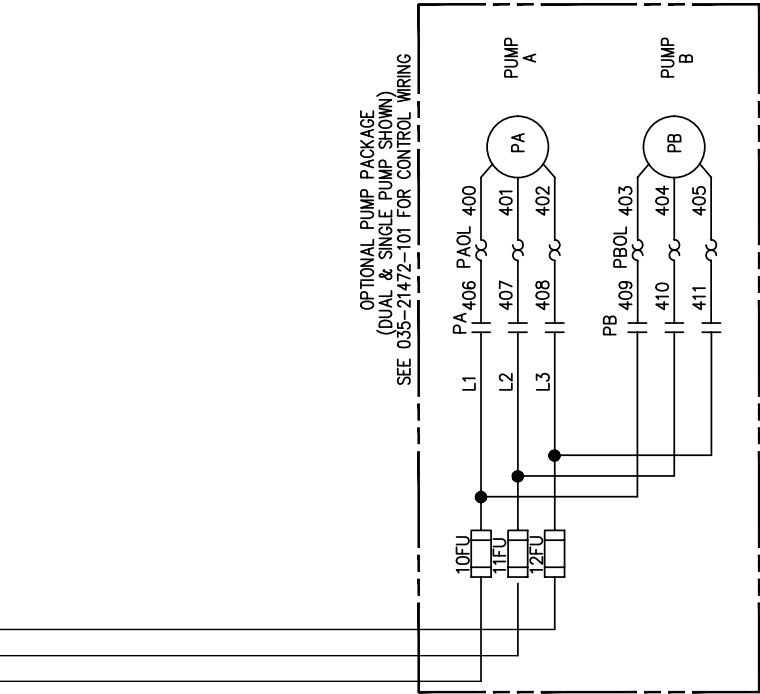 OPTIONAL PUMP PACKAGE
(DUAL & SINGLE PUMP SHOWN)
SEE 035-21472-101 FOR CONTROL WIRING
PUMP
A
PUMP
B
PA
PB
400
401
402
403
404
405
PAOL
PBOL
406
407
408
409
410
411
PA
PB
L1
L2
L3
10FU
11FU
12FU